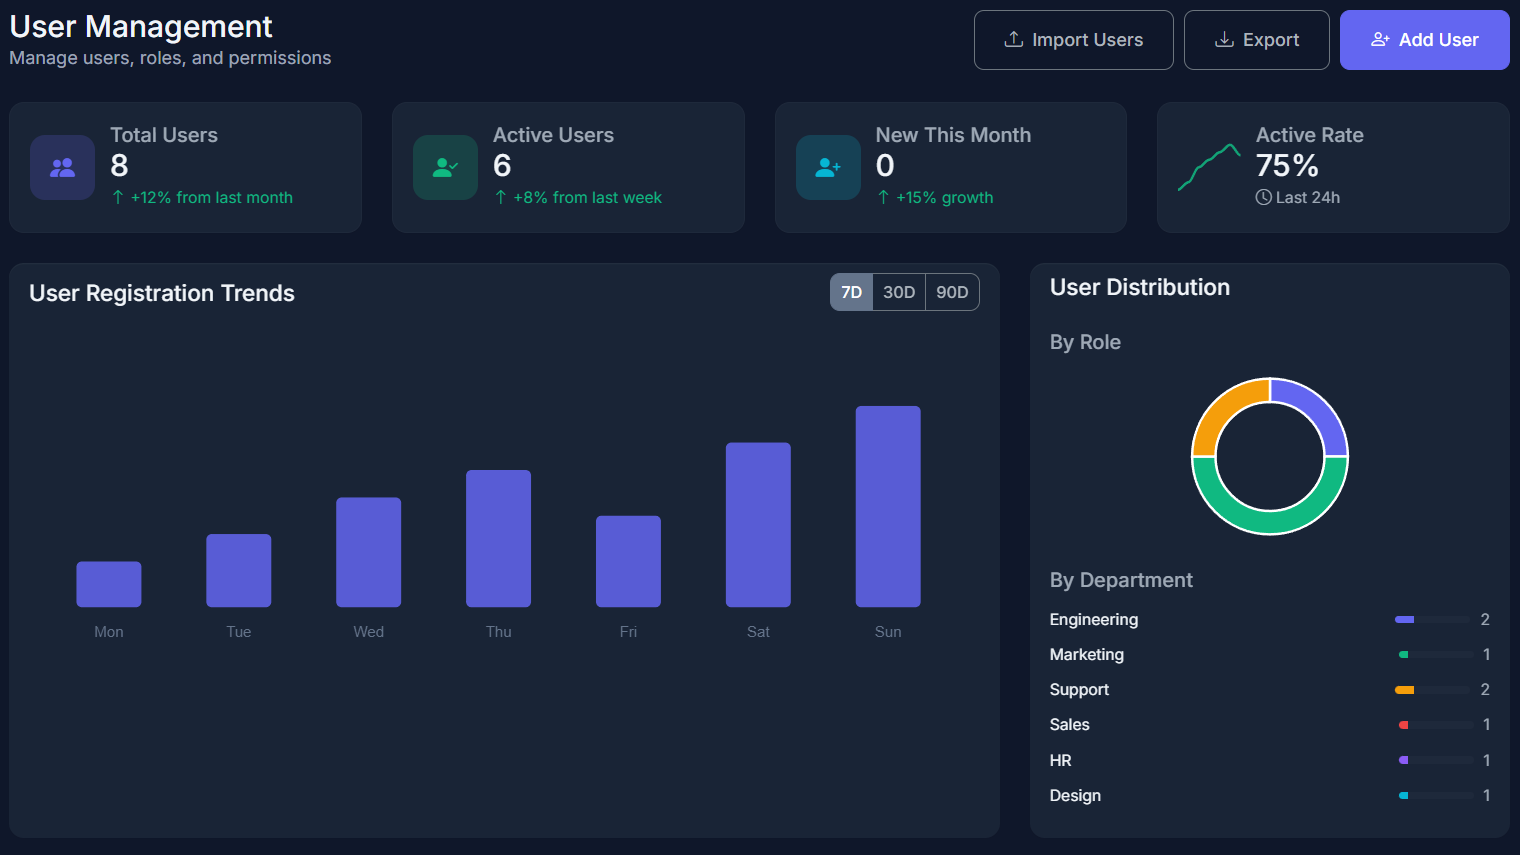 User Management
Manage users, roles, and permissions
Import Users
Export
Add User
Total Users
8
+12% from last month
Active Users
6
+8% from last week
New This Month
0
+15% growth
Active Rate
75%
Last 24h
User Registration Trends
7D 30D 90D
Mon Tue Wed Thu Fri Sat Sun
User Distribution
By Role
By Department
Engineering 2
Marketing 1
Support 2
Sales 1
HR 1
Design 1